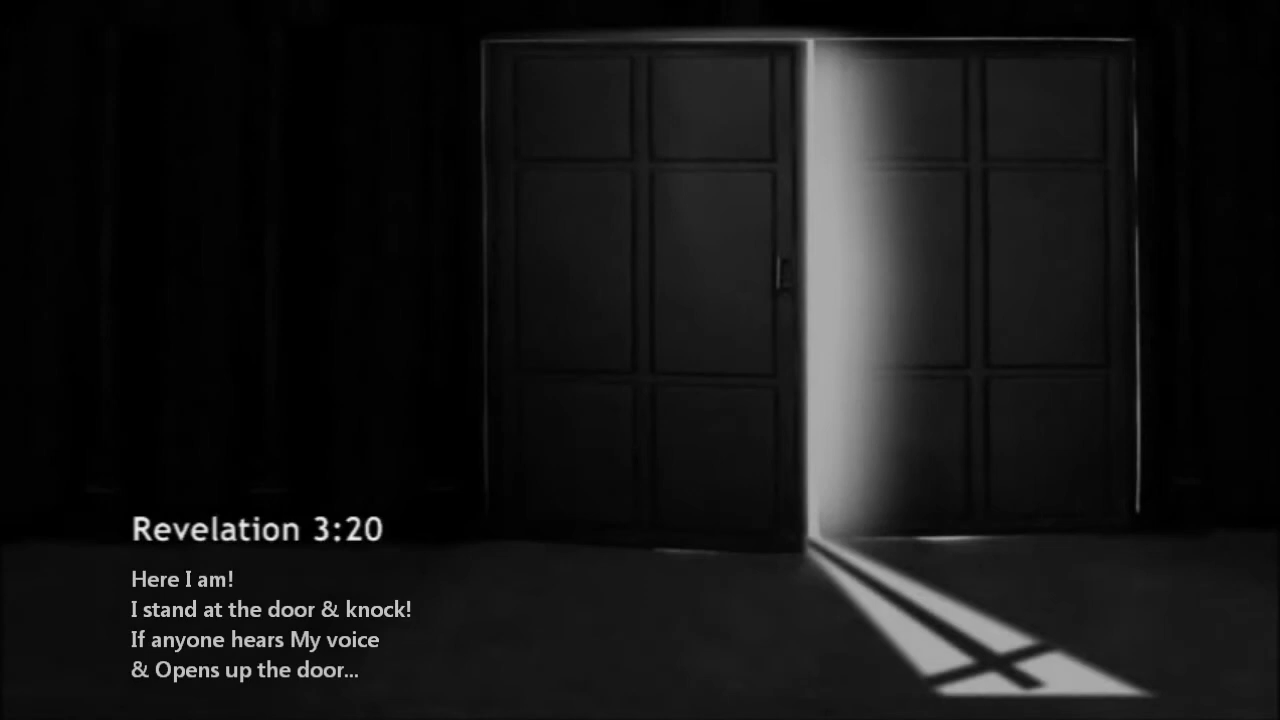 Revelation 3:20
Here I am!
I stand at the door & knock!
If anyone hears My voice
& Opens up the door...